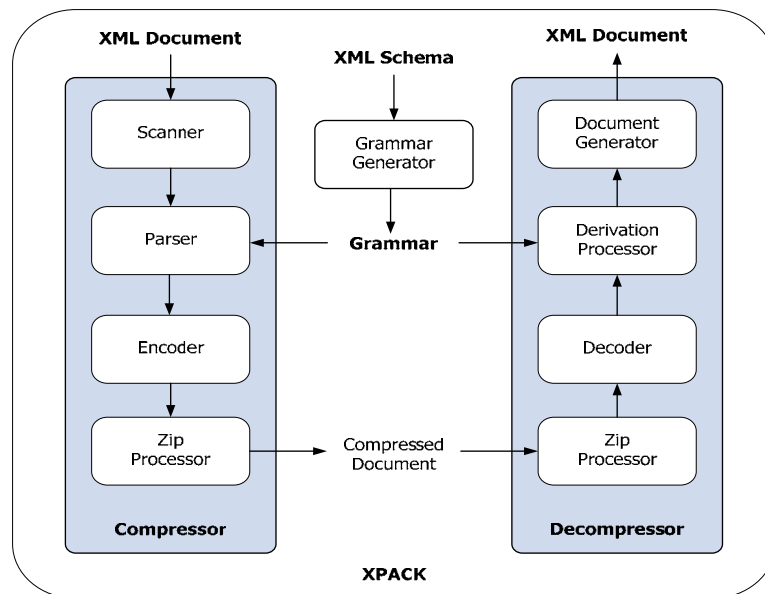 XML Document
Scanner
Parser
Encoder
Zip
Processor
Compressor
XML Schema
Grammar
Generator
Grammar
Compressed
Document
XML Document
Document
Generator
Derivation
Processor
Decoder
Zip
Processor
Decompressor
XPACK